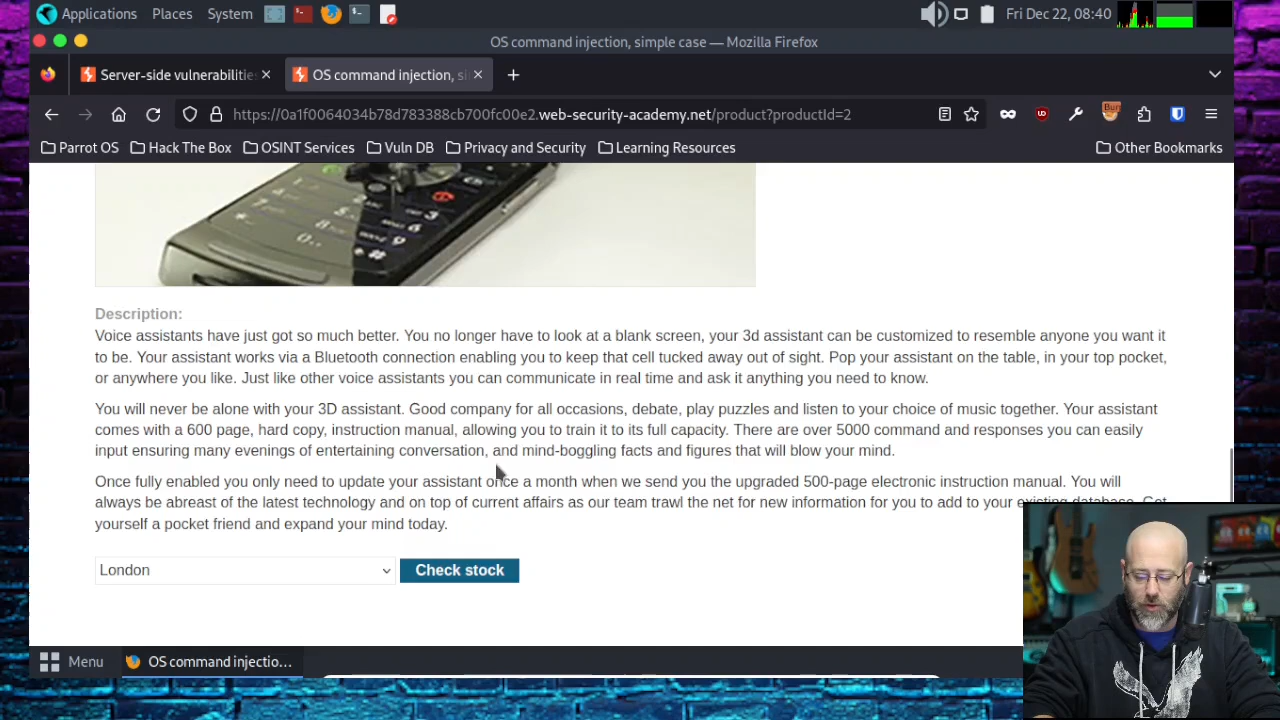 Applications Places System Fri Dec 22, 08:40
OS command injection, simple case — Mozilla Firefox
Server-side vulnerabilities × OS command injection, si × +
https://0a1f0064034b78d783388cb700fc00e2.web-security-academy.net/product?productId=2
Parrot OS Hack The Box OSINT Services Vuln DB Privacy and Security Learning Resources Other Bookmarks
Description:
Voice assistants have just got so much better. You no longer have to look at a blank screen, your 3d assistant can be customized to resemble anyone you want it
to be. Your assistant works via a Bluetooth connection enabling you to keep that cell tucked away out of sight. Pop your assistant on the table, in your top pocket,
or anywhere you like. Just like other voice assistants you can communicate in real time and ask it anything you need to know.
You will never be alone with your 3D assistant. Good company for all occasions, debate, play puzzles and listen to your choice of music together. Your assistant
comes with a 600 page, hard copy, instruction manual, allowing you to train it to its full capacity. There are over 5000 command and responses you can easily
input ensuring many evenings of entertaining conversation, and mind-boggling facts and figures that will blow your mind.
Once fully enabled you only need to update your assistant once a month when we send you the upgraded 500-page electronic instruction manual. You will
always be abreast of the latest technology and on top of current affairs as our team trawl the net for new information for you to add to your existing database. Get
yourself a pocket friend and expand your mind today.
London Check stock
Menu OS command injectio...